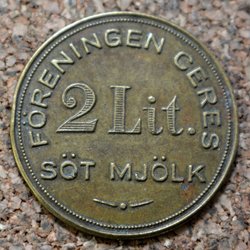 FÖRENINGEN CERES
2 Lit.
SÖT MJÖLK